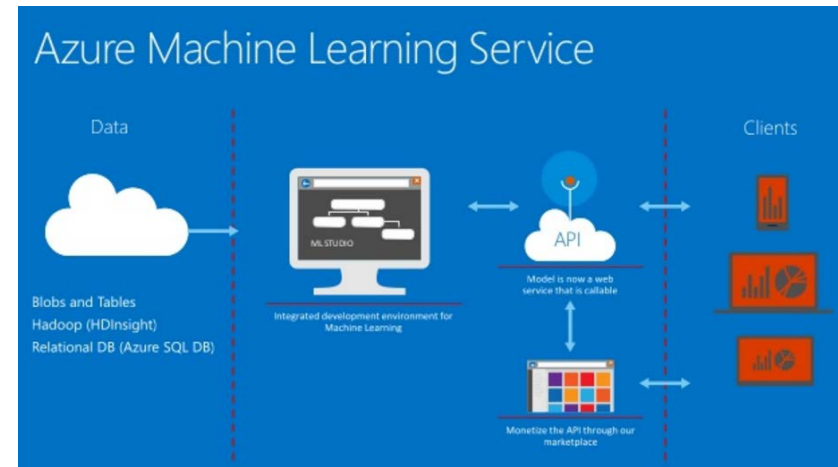 Azure Machine Learning Service
Data
Clients
ML STUDIO
API
Blobs and Tables
Hadoop (HDInsight)
Relational DB (Azure SQL DB)
Integrated development environment for
Machine Learning
Model is now a web
service that is callable
Monetize the API through our
marketplace